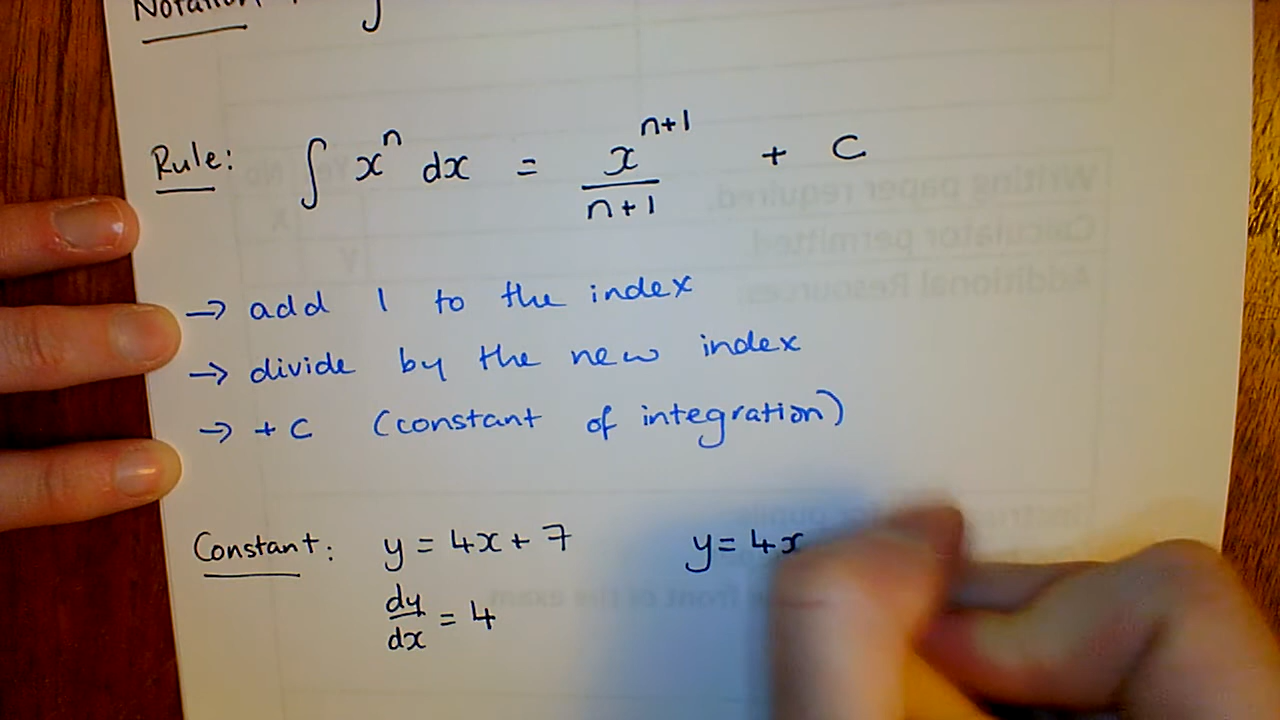 Notation
Rule: ∫ xⁿ dx = xⁿ⁺¹/n+1 + C
→ add 1 to the index
→ divide by the new index
→ + C (constant of integration)
Constant: y = 4x + 7 y = 4x
dy/dx = 4